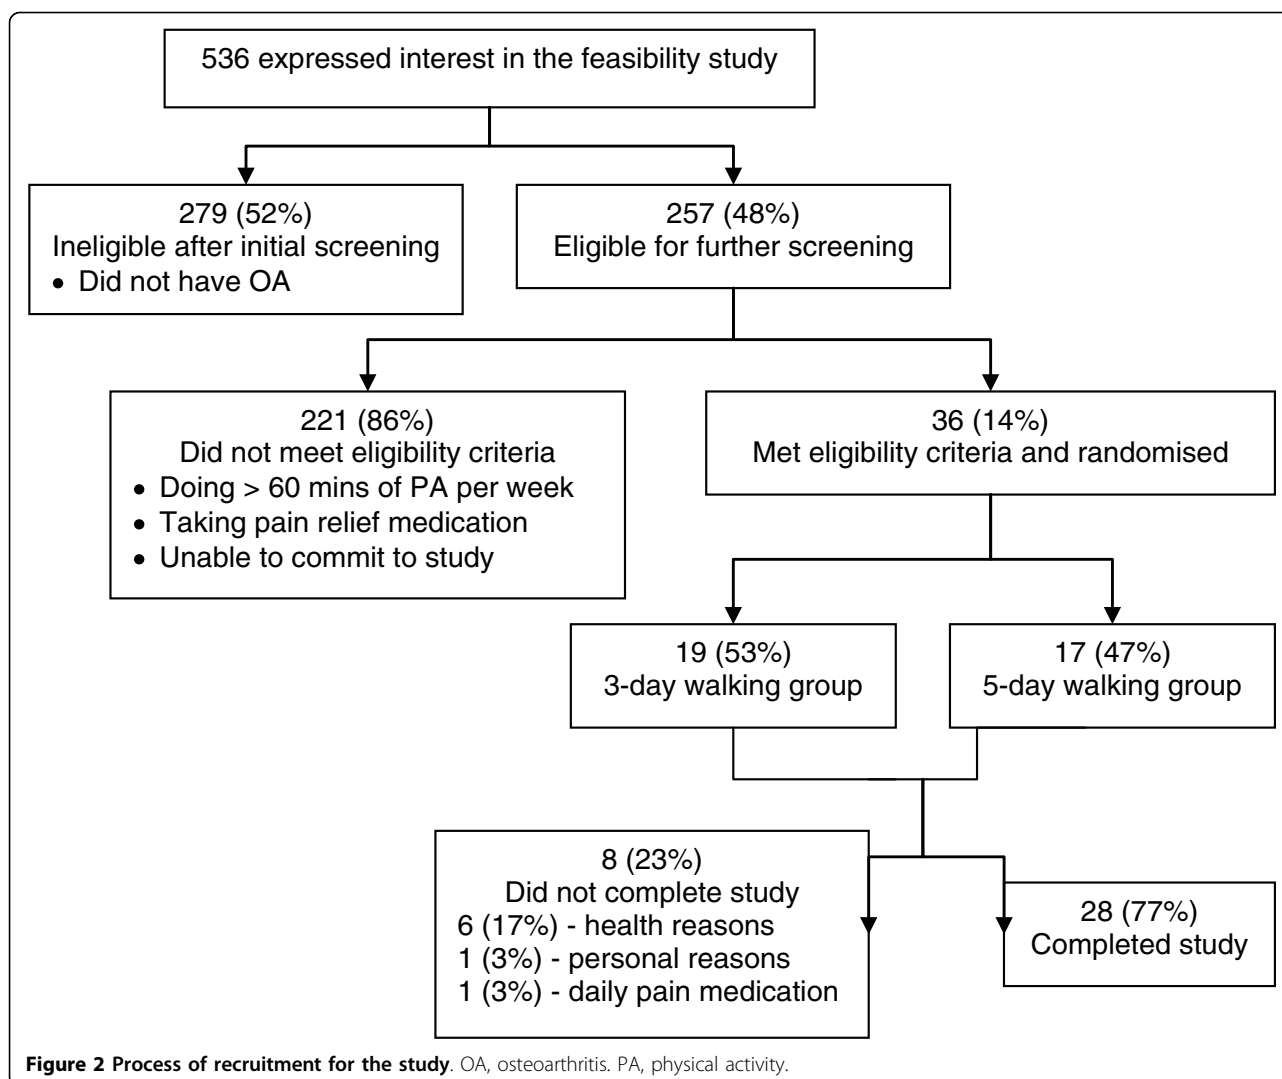 536 expressed interest in the feasibility study
279 (52%)
Ineligible after initial screening
• Did not have OA
257 (48%)
Eligible for further screening
221 (86%)
Did not meet eligibility criteria
• Doing > 60 mins of PA per week
• Taking pain relief medication
• Unable to commit to study
36 (14%)
Met eligibility criteria and randomised
19 (53%)
3-day walking group
17 (47%)
5-day walking group
8 (23%)
Did not complete study
6 (17%) - health reasons
1 (3%) - personal reasons
1 (3%) - daily pain medication
28 (77%)
Completed study
Figure 2 Process of recruitment for the study. OA, osteoarthritis. PA, physical activity.